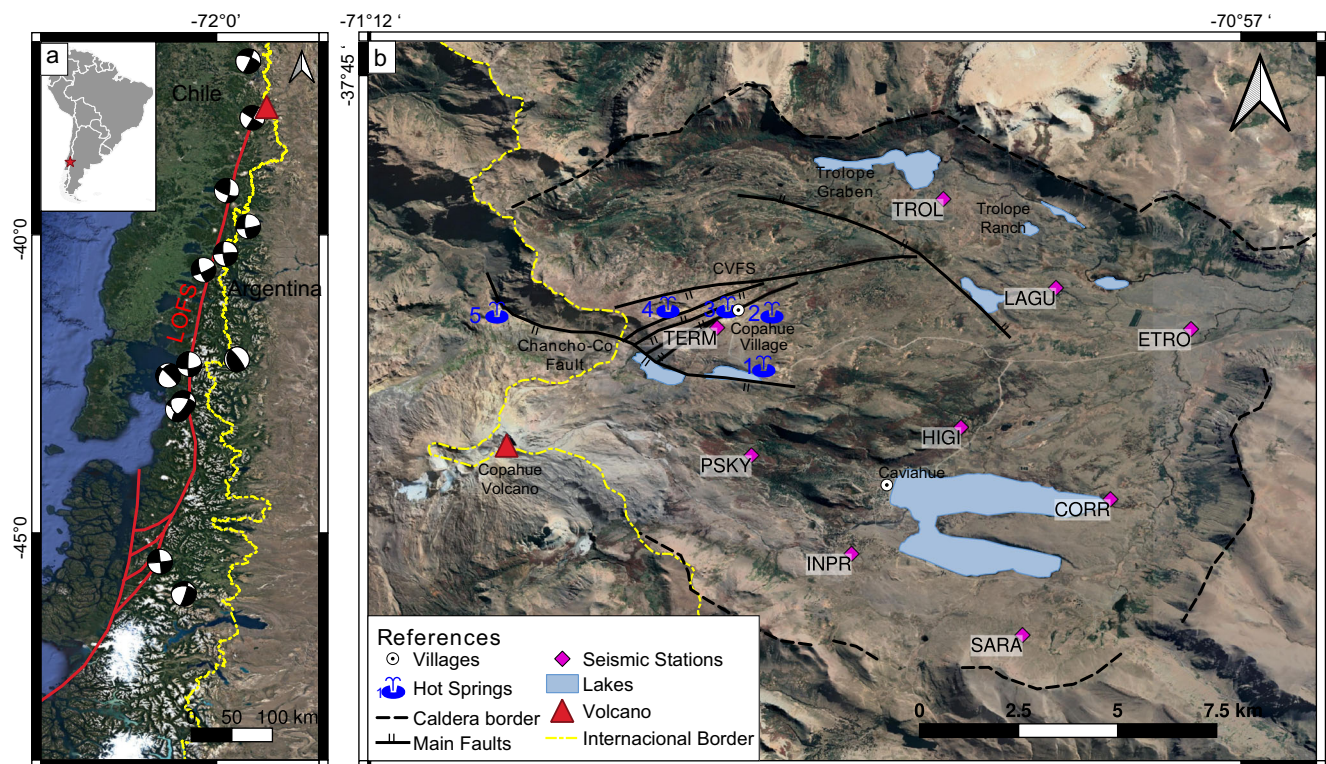 -72°0'
-71°12 ‘
-70°57 ‘
a
Chile
-40°0
LOFS
Argentina
-45°0
0 50 100 km
b
-37°45 ‘
Trolope
Graben
TROL
Trolope
Ranch
CVFS
LAGU
5
4
3
2
TERM
Copahue
Village
ETRO
Chancho-Co
Fault
1
HIGI
PSKY
Caviahue
Copahue
Volcano
CORR
INPR
SARA
References
Villages
Seismic Stations
1
Hot Springs
Lakes
Caldera border
Volcano
Main Faults
Internacional Border
0 2.5 5 7.5 km